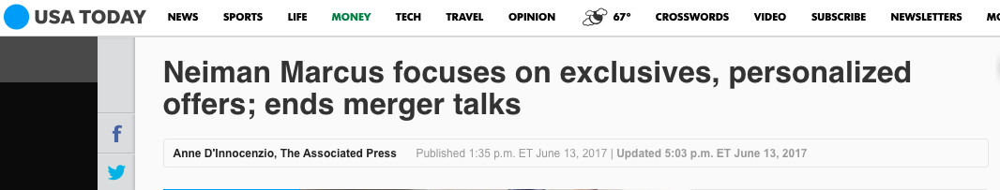 USA TODAY NEWS SPORTS LIFE MONEY TECH TRAVEL OPINION 67° CROSSWORDS VIDEO SUBSCRIBE NEWSLETTERS
Neiman Marcus focuses on exclusives, personalized
offers; ends merger talks
Anne D'Innocenzio, The Associated Press Published 1:35 p.m. ET June 13, 2017 | Updated 5:03 p.m. ET June 13, 2017